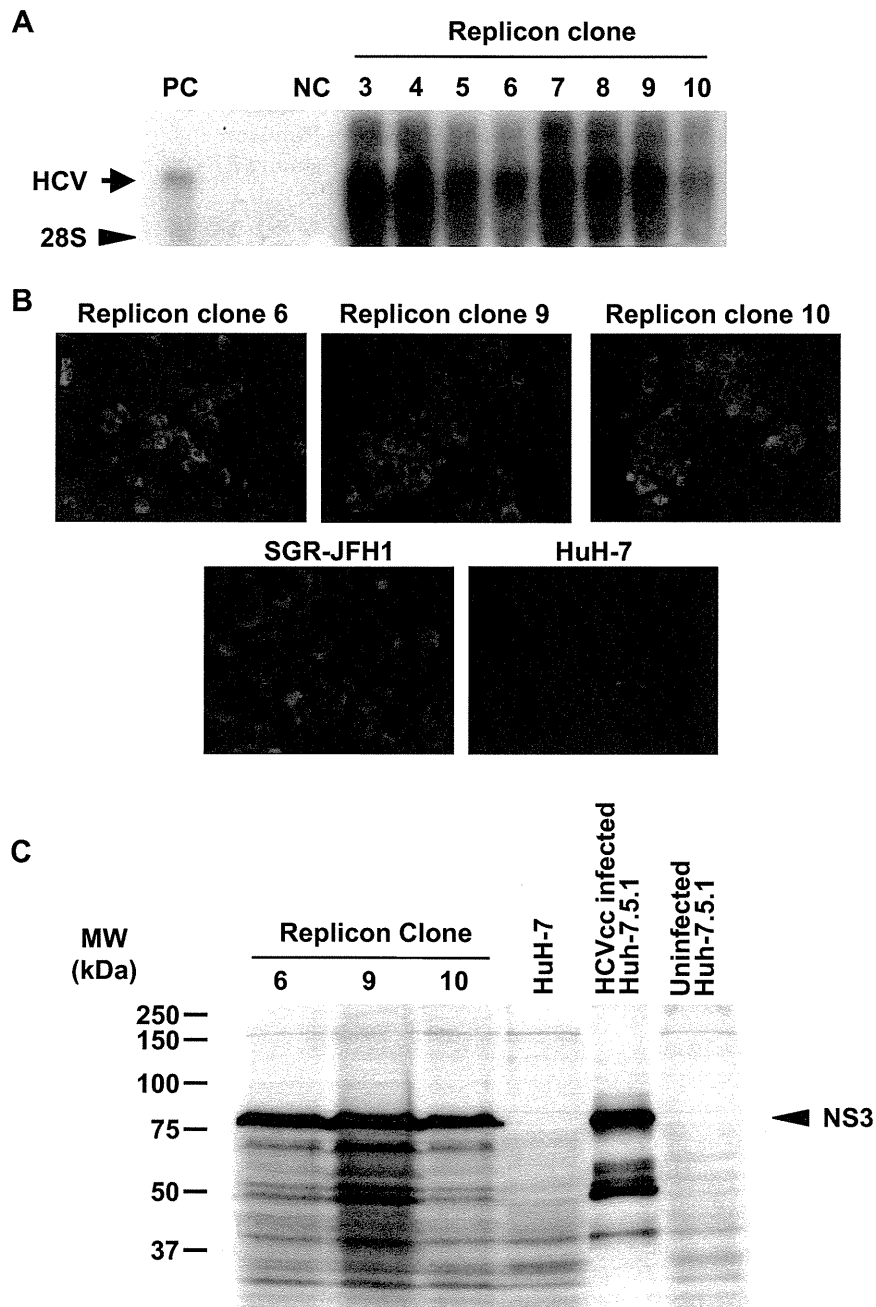 A
Replicon clone
PC NC 3 4 5 6 7 8 9 10
HCV
28S
B
Replicon clone 6 Replicon clone 9 Replicon clone 10
SGR-JFH1 HuH-7
C
MW
(kDa)
Replicon Clone
6 9 10
HuH-7
HCVcc infected
Huh-7.5.1
Uninfected
Huh-7.5.1
250
150
100
75
50
37
NS3